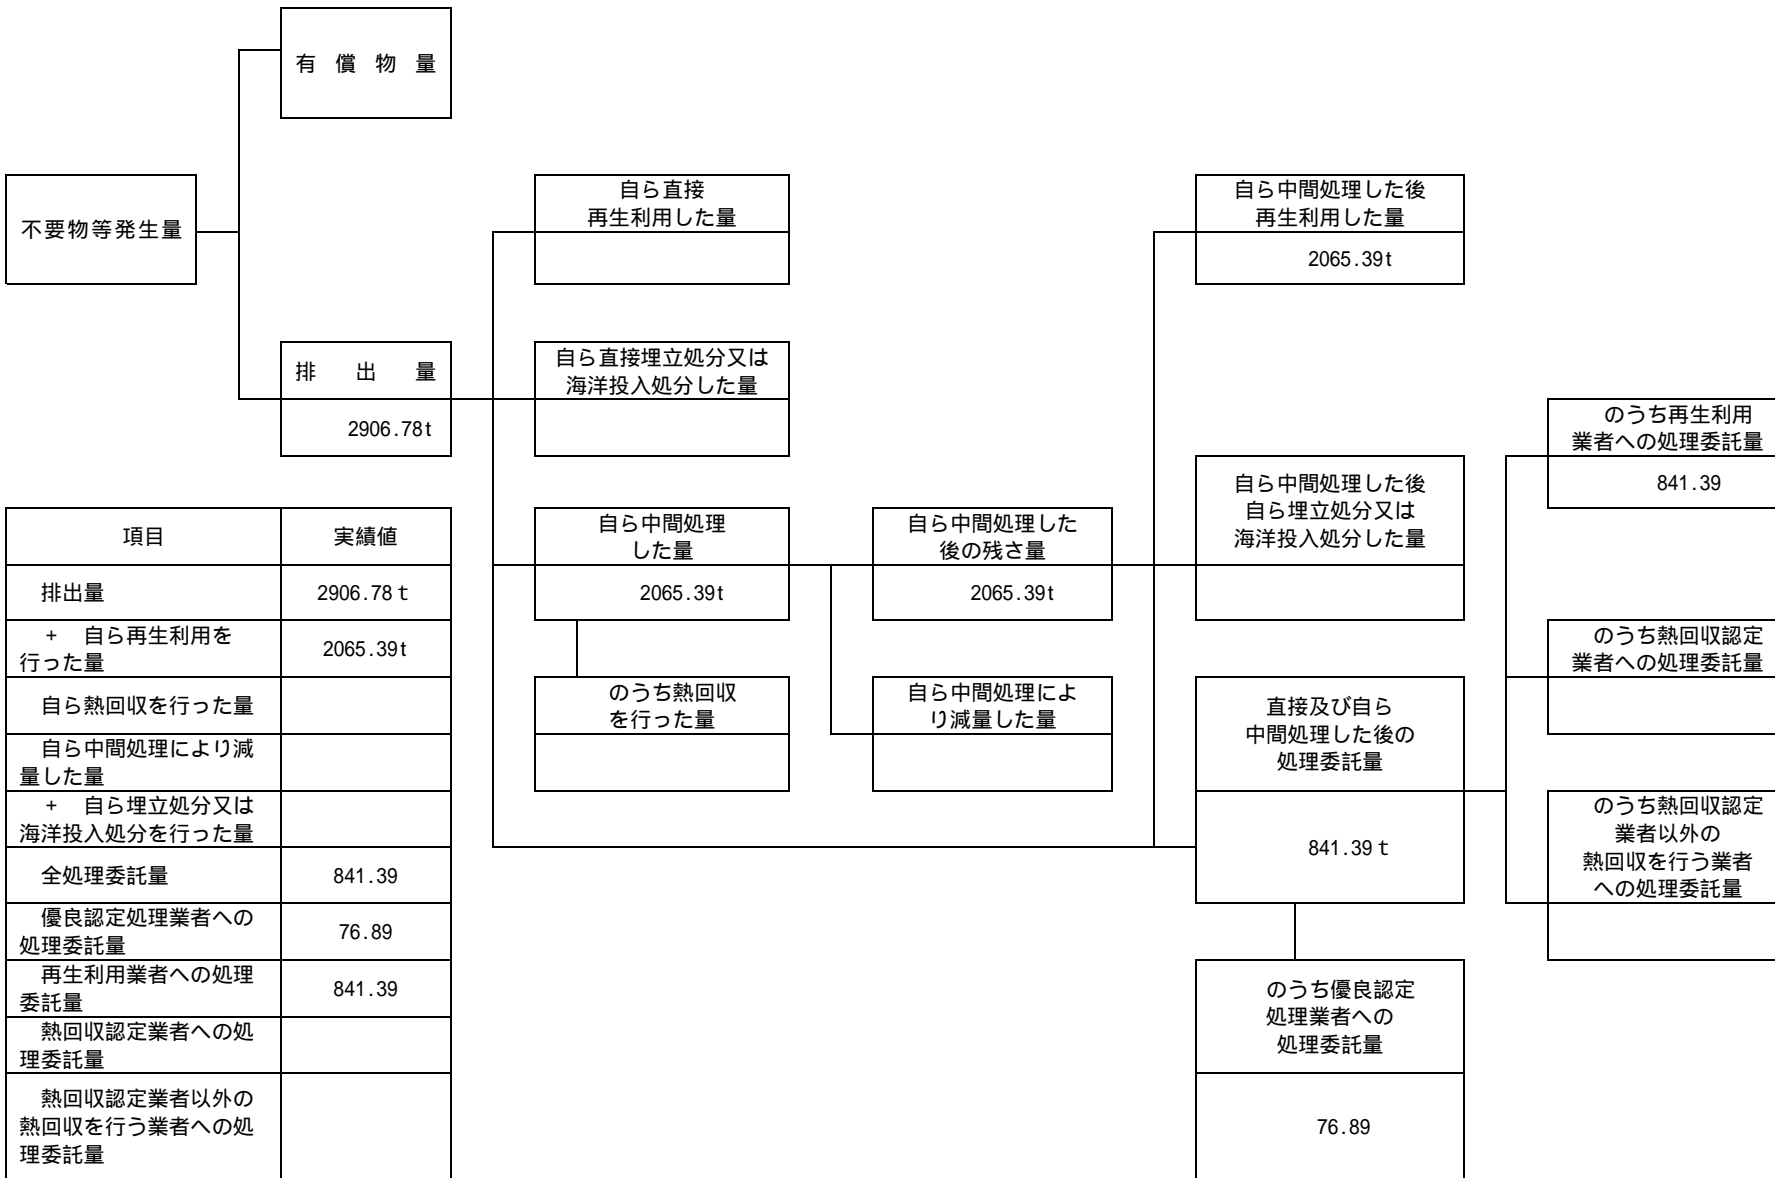 有償物量
不要物等発生量
自ら直接
再生利用した量
自ら中間処理した後
再生利用した量
2065.39t
排出量
2906.78t
自ら直接埋立処分又は
海洋投入処分した量
のうち再生利用
業者への処理委託量
841.39
自ら中間処理した後
自ら埋立処分又は
海洋投入処分した量
自ら中間処理
した量
2065.39t
自ら中間処理した
後の残さ量
2065.39t
のうち熱回収認定
業者への処理委託量
のうち熱回収
を行った量
自ら中間処理によ
り減量した量
直接及び自ら
中間処理した後の
処理委託量
841.39 t
のうち熱回収認定
業者以外の
熱回収を行う業者
への処理委託量
のうち優良認定
処理業者への
処理委託量
76.89
項目 実績値
排出量 2906.78 t
+ 自ら再生利用を
行った量 2065.39t
自ら熱回収を行った量
自ら中間処理により減
量した量
+ 自ら埋立処分又は
海洋投入処分を行った量
全処理委託量 841.39
優良認定処理業者への
処理委託量 76.89
再生利用業者への処理
委託量 841.39
熱回収認定業者への処
理委託量
熱回収認定業者以外の
熱回収を行う業者への処
理委託量